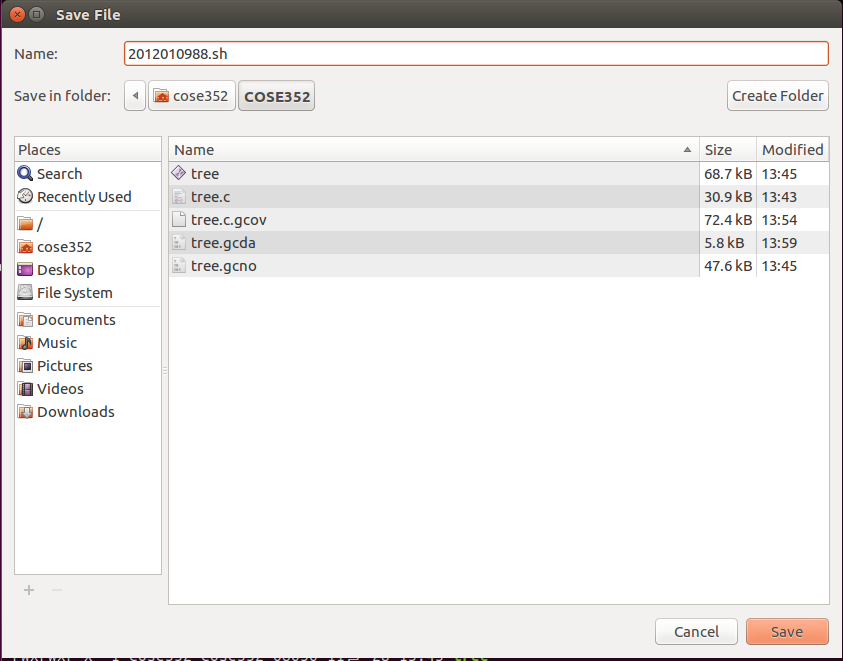 Save File
Name: 2012010988.sh
Save in folder: cose352 COSE352 Create Folder
Places
Search
Recently Used
/
cose352
Desktop
File System
Documents
Music
Pictures
Videos
Downloads
Name Size Modified
tree 68.7 kB 13:45
tree.c 30.9 kB 13:43
tree.c.gcov 72.4 kB 13:54
tree.gcda 5.8 kB 13:59
tree.gcno 47.6 kB 13:45
Cancel Save